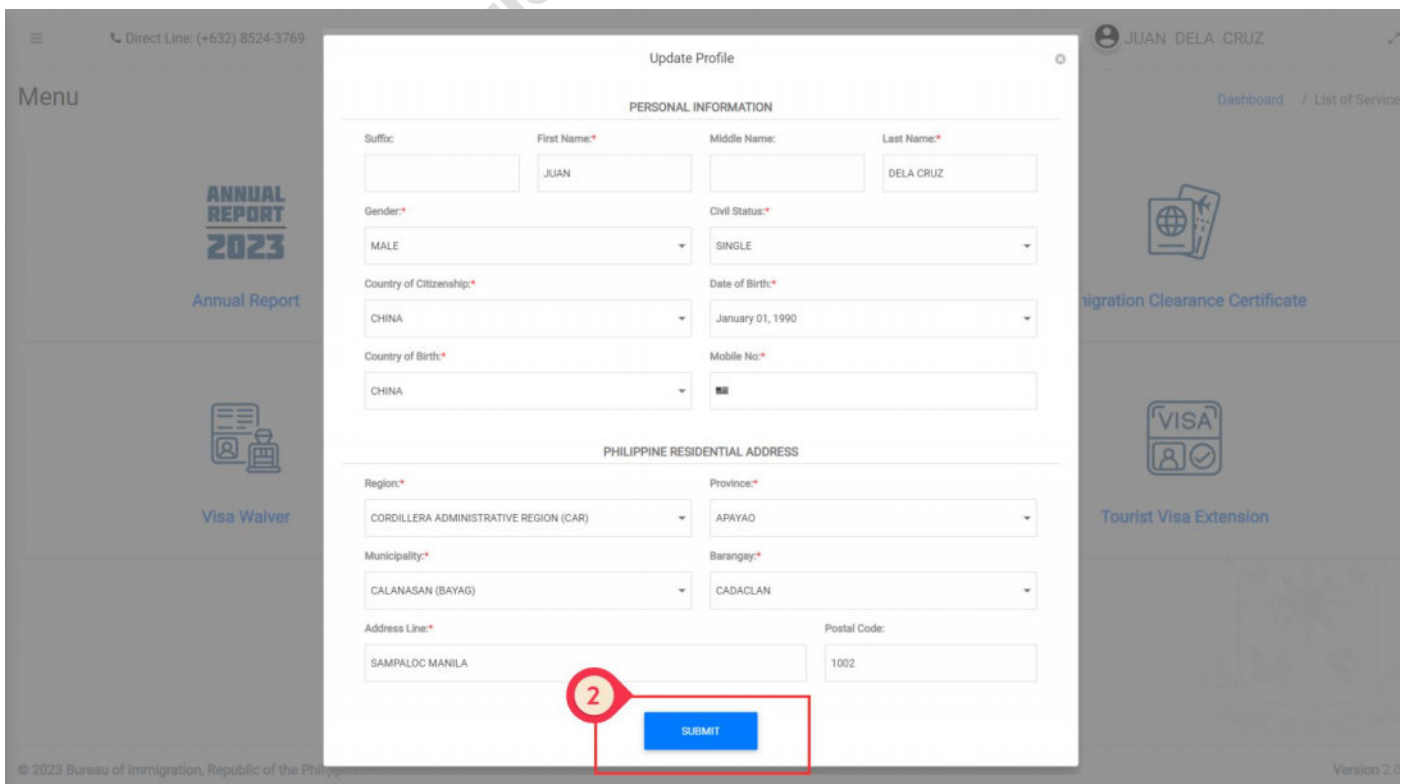 Direct Line: (+632) 8524-3769
JUAN DELA CRUZ
Menu
Dashboard / List of Service
ANNUAL
REPORT
2023
Annual Report
Visa Waiver
Update Profile
PERSONAL INFORMATION
Suffix: First Name:* Middle Name: Last Name:*
JUAN DELA CRUZ
Gender:* Civil Status:*
MALE SINGLE
Country of Citizenship:* Date of Birth:*
CHINA January 01, 1990
Country of Birth:* Mobile No:*
CHINA
PHILIPPINE RESIDENTIAL ADDRESS
Region:* Province:*
CORDILLERA ADMINISTRATIVE REGION (CAR) APAYAO
Municipality:* Barangay:*
CALANASAN (BAYAG) CADACLAN
Address Line:* Postal Code:
SAMPALOC MANILA 1002
2
SUBMIT
igration Clearance Certificate
VISA
Tourist Visa Extension
© 2023 Bureau of Immigration, Republic of the Phil
Version 2.0